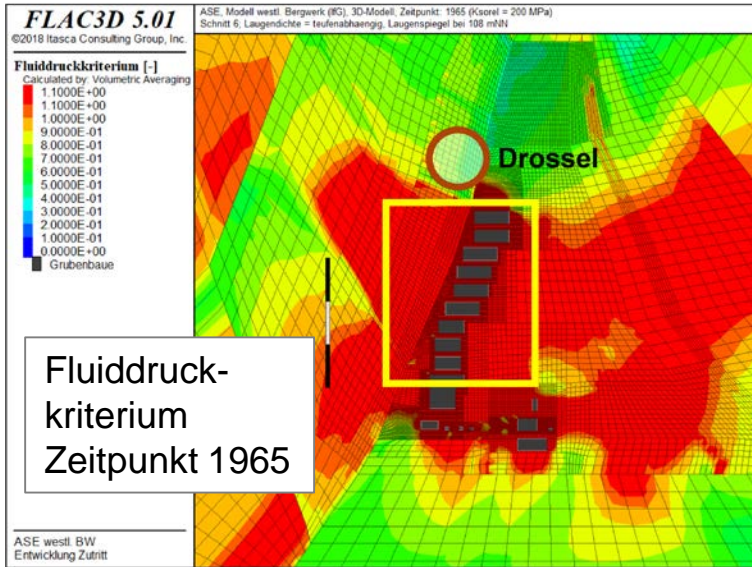 FLAC3D 5.01
©2018 Itasca Consulting Group, Inc.
Fluiddruckkriterium [-]
Calculated by: Volumetric Averaging
1.1000E+00
1.1000E+00
1.0000E+00
9.0000E-01
8.0000E-01
7.0000E-01
6.0000E-01
5.0000E-01
4.0000E-01
3.0000E-01
2.0000E-01
1.0000E-01
0.0000E+00
Grubenbaue
ASE westl. BW
Entwicklung Zutritt
ASE, Modell westl. Bergwerk (IfG), 3D-Modell, Zeitpunkt: 1965 (Ksorel = 200 MPa)
Schnitt 6; Laugendichte = teufenabhaengig, Laugenspiegel bei 108 mNN
Drossel
Fluiddruck-
kriterium
Zeitpunkt 1965